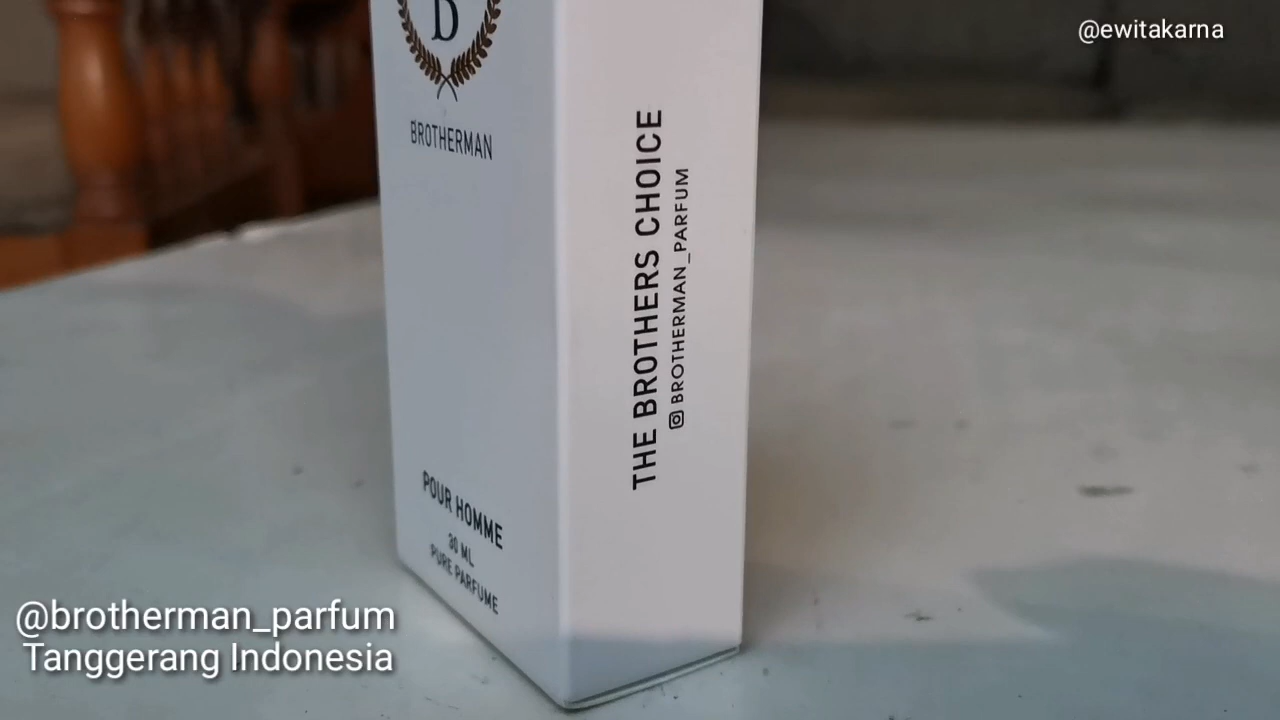 @ewitakarna
B
BROTHERMAN
POUR HOMME
30 ML
PURE PARFUME
THE BROTHERS CHOICE
BROTHERMAN_PARFUM
@brotherman_parfum
Tanggerang Indonesia